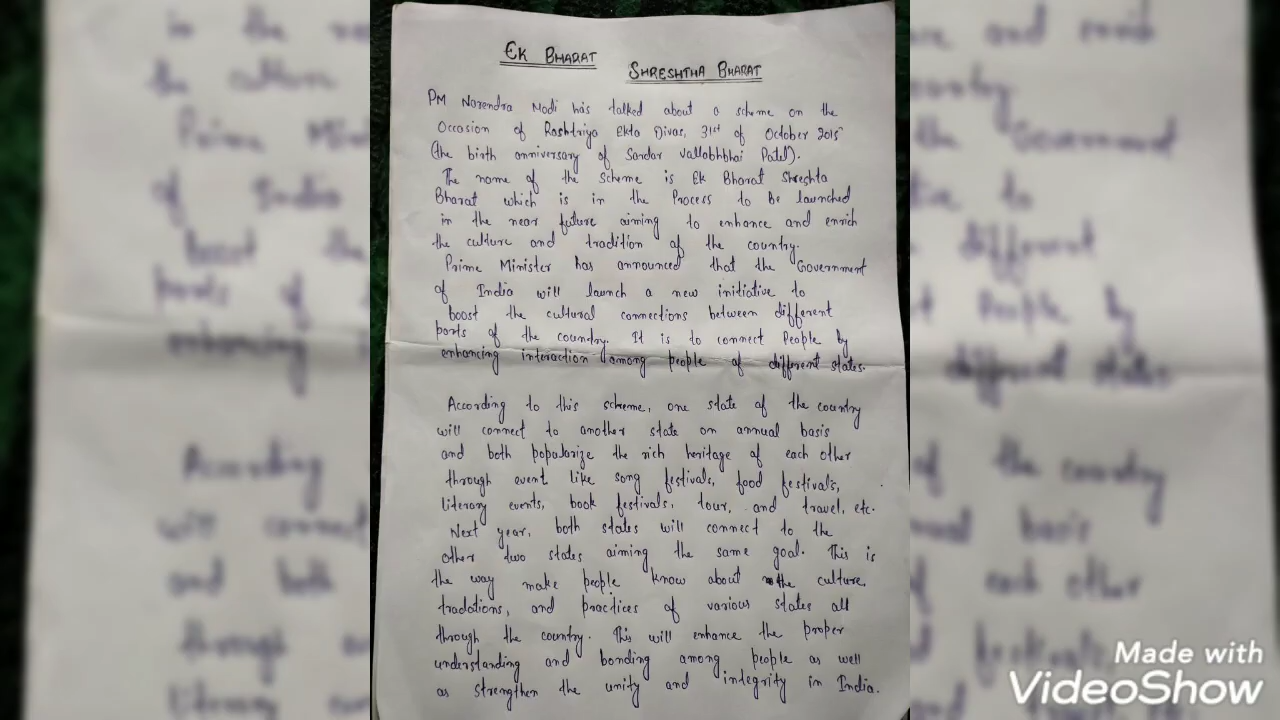 EK BHARAT
SHRESHTHA BHARAT
PM Narendra Modi has talked about a scheme on the
Occasion of Rashtriya Ekta Divas, 31st of October 2015
(the birth anniversary of Sardar Vallabhbhai Patel).
The name of the scheme is Ek Bharat Shreshta
Bharat which is in the Process to be launched
in the near future aiming to enhance and enrich
the culture and tradition of the country.
Prime Minister has announced that the Government
of India will launch a new initiative to
boost the cultural connections between different
parts of the country. It is to connect People by
enhancing interaction among people of different states.
According to this scheme, one state of the country
will connect to another state on annual basis
and both popularize the rich heritage of each other
through event like song festivals, food festivals,
literary events, book festivals, tour, and travel, etc.
Next year, both states will connect to the
other two states aiming the same goal. This is
the way make people know about the culture,
tradations, and practices of various states all
through the country. This will enhance the proper
understanding and bonding among people as well
as strengthen the unity and integrity in India.
Made with
VideoShow